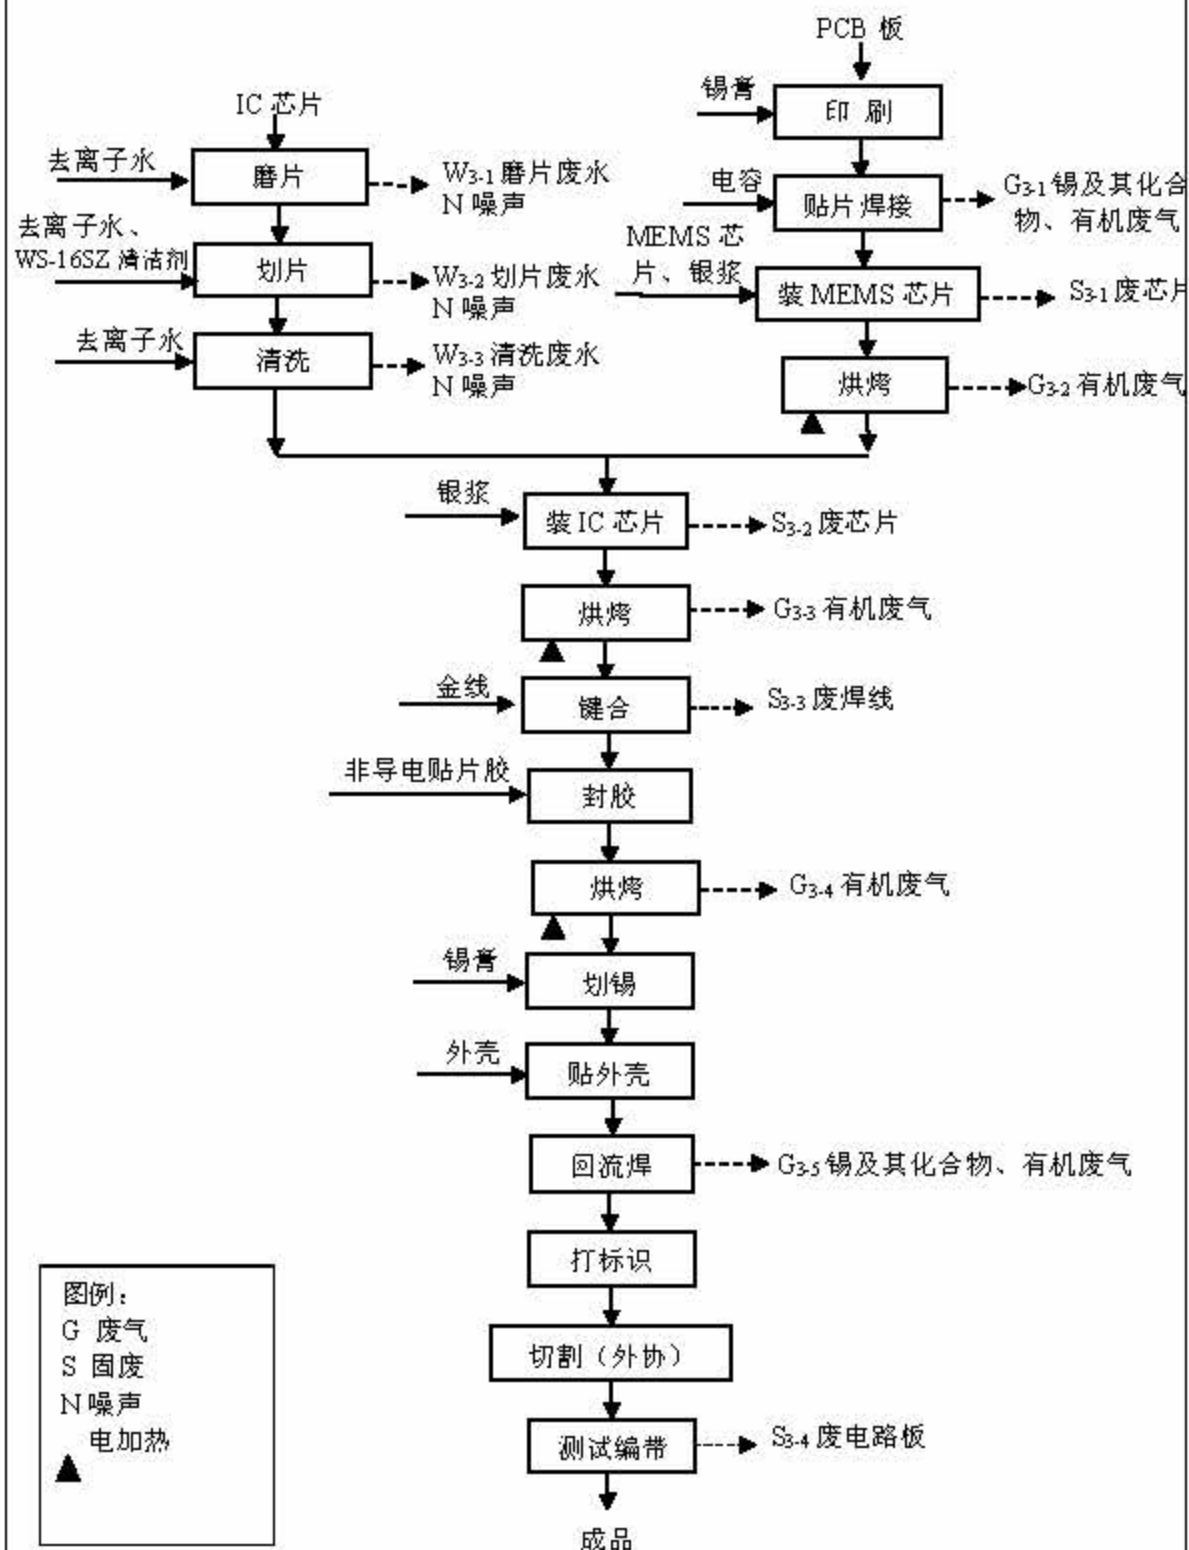 PCB 板
锡膏
印 刷
IC 芯片
去离子水
磨片
W3-1 磨片废水
N 噪声
电容
贴片焊接
G3-1 锡及其化合
物、有机废气
去离子水、
WS-16SZ 清洁剂
划片
W3-2 划片废水
N 噪声
MEMS 芯
片、银浆
装 MEMS 芯片
S3-1 废芯片
去离子水
清洗
W3-3 清洗废水
N 噪声
烘烤
G3-2 有机废气
银浆
装 IC 芯片
S3-2 废芯片
烘烤
G3-3 有机废气
金线
键合
S3-3 废焊线
非导电贴片胶
封胶
烘烤
G3-4 有机废气
锡膏
划锡
外壳
贴外壳
回流焊
G3-5 锡及其化合物、有机废气
打标识
切割（外协）
测试编带
S3-4 废电路板
成品
图例：
G 废气
S 固废
N 噪声
电加热